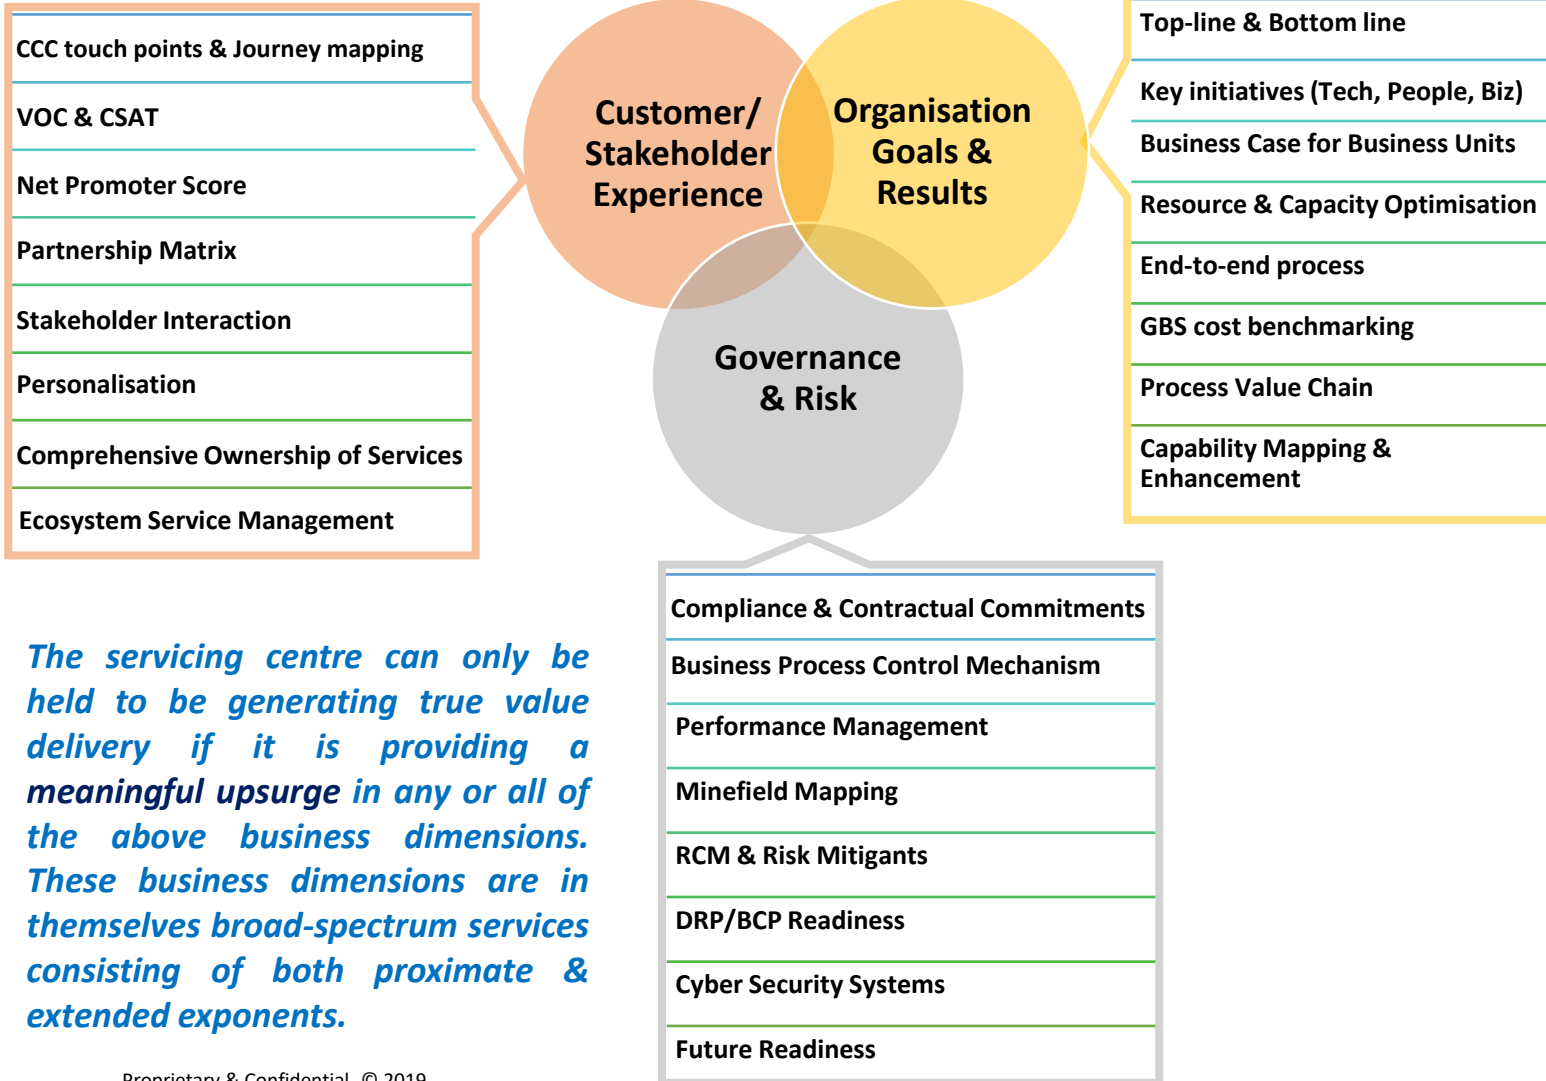 CCC touch points & Journey mapping
VOC & CSAT
Net Promoter Score
Partnership Matrix
Stakeholder Interaction
Personalisation
Comprehensive Ownership of Services
Ecosystem Service Management
Customer/
Stakeholder
Experience
Organisation
Goals &
Results
Governance
& Risk
Top-line & Bottom line
Key initiatives (Tech, People, Biz)
Business Case for Business Units
Resource & Capacity Optimisation
End-to-end process
GBS cost benchmarking
Process Value Chain
Capability Mapping &
Enhancement
Compliance & Contractual Commitments
Business Process Control Mechanism
Performance Management
Minefield Mapping
RCM & Risk Mitigants
DRP/BCP Readiness
Cyber Security Systems
Future Readiness
The servicing centre can only be
held to be generating true value
delivery if it is providing a
meaningful upsurge in any or all of
the above business dimensions.
These business dimensions are in
themselves broad-spectrum services
consisting of both proximate &
extended exponents.
Proprietary & Confidential. © 2019